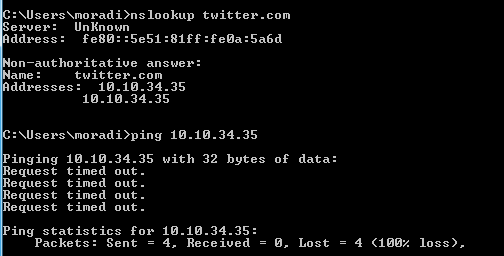 C:\Users\moradi>nslookup twitter.com
Server:  UnKnown
Address:  fe80::5e51:81ff:fe0a:5a6d
Non-authoritative answer:
Name:    twitter.com
Addresses:  10.10.34.35
10.10.34.35
C:\Users\moradi>ping 10.10.34.35
Pinging 10.10.34.35 with 32 bytes of data:
Request timed out.
Request timed out.
Request timed out.
Request timed out.
Ping statistics for 10.10.34.35:
Packets: Sent = 4, Received = 0, Lost = 4 (100% loss),